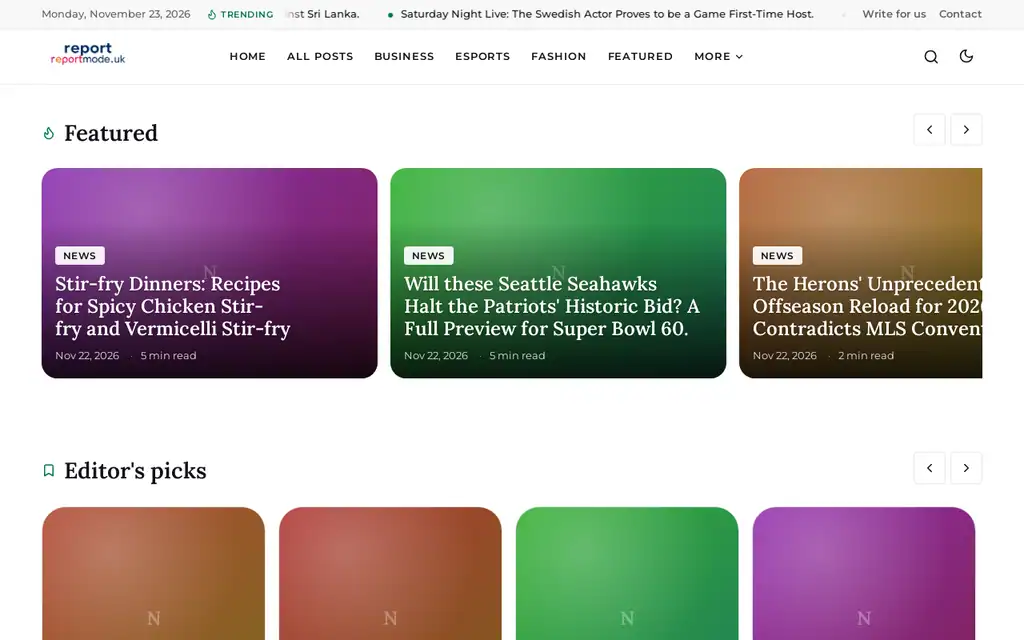 Monday, November 23, 2026
TRENDING
Sri Lanka.
Saturday Night Live: The Swedish Actor Proves to be a Game First-Time Host.
Write for us
Contact
report
reportmode.uk
HOME
ALL POSTS
BUSINESS
ESPORTS
FASHION
FEATURED
MORE
Featured
N
NEWS
Stir-fry Dinners: Recipes
for Spicy Chicken Stir-
fry and Vermicelli Stir-fry
Nov 22, 2026 · 5 min read
N
NEWS
Will these Seattle Seahawks
Halt the Patriots' Historic Bid? A
Full Preview for Super Bowl 60.
Nov 22, 2026 · 5 min read
N
NEWS
The Herons'
Offseason Reload for
Contradicts MLS
Nov 22, 2026 · 2 min read
Editor's picks
N
N
N
N